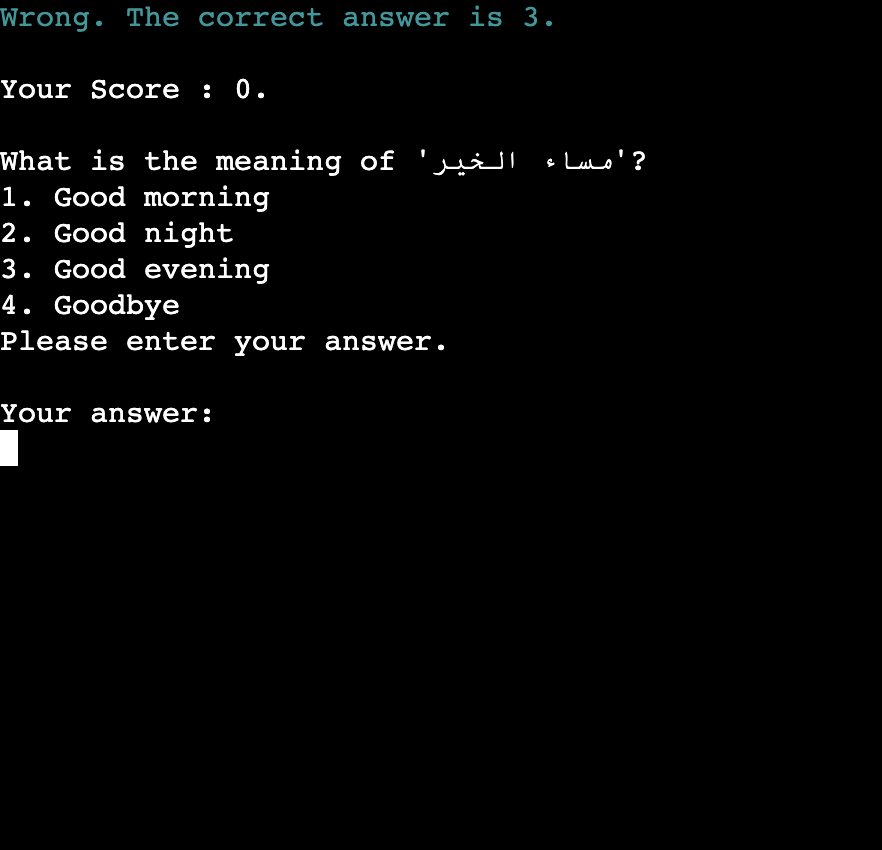 Wrong. The correct answer is 3.
Your Score : 0.
What is the meaning of 'مساء الخير'?
1. Good morning
2. Good night
3. Good evening
4. Goodbye
Please enter your answer.
Your answer: